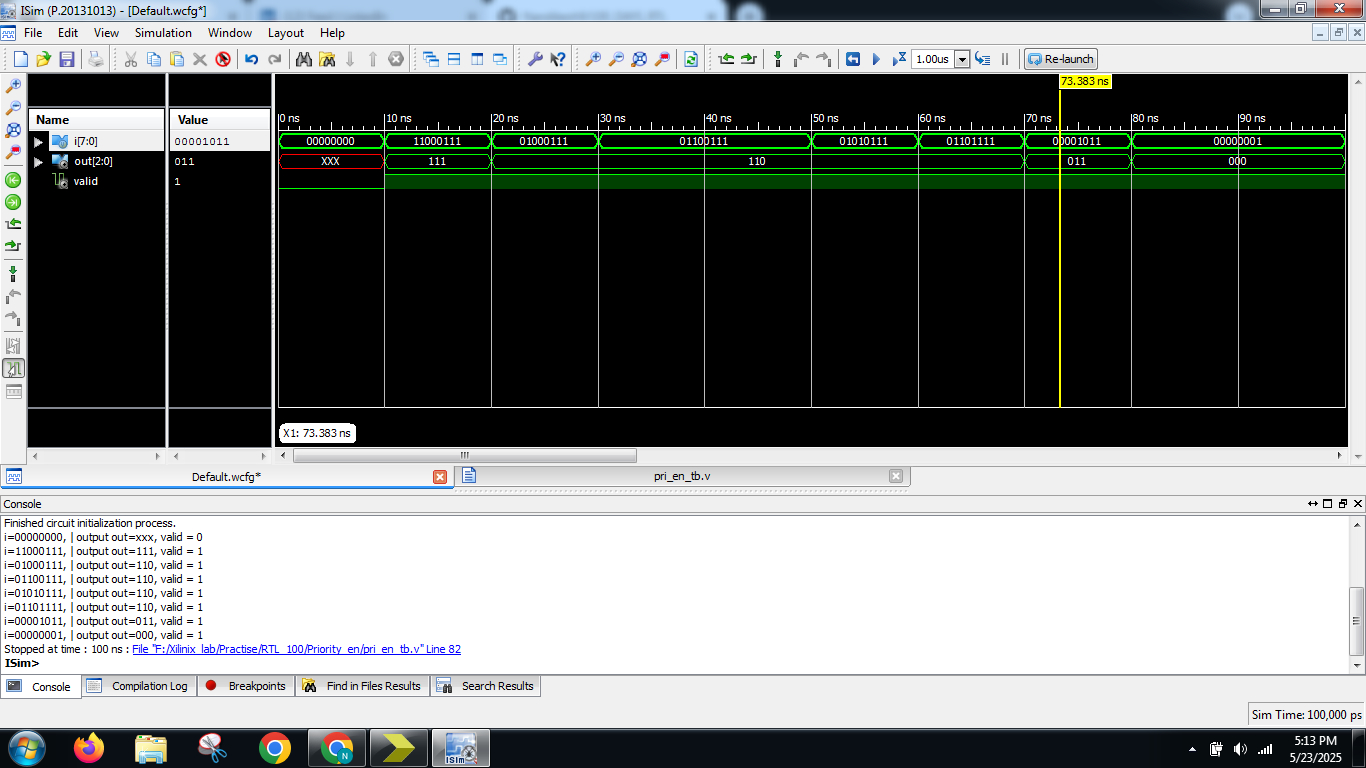 ISim (P.20131013) - [Default.wcfg*]
File Edit View Simulation Window Layout Help
1.00us Re-launch
73.383 ns
Name Value
0 ns 10 ns 20 ns 30 ns 40 ns 50 ns 60 ns 70 ns 80 ns 90 ns
i[7:0] 00001011 00000000 11000111 01000111 01100111 01010111 01101111 00001011 00000001
out[2:0] 011 XXX 111 110 011 000
valid 1
X1: 73.383 ns
Default.wcfg* pri_en_tb.v
Console
Finished circuit initialization process.
i=00000000, | output out=xxx, valid = 0
i=11000111, | output out=111, valid = 1
i=01000111, | output out=110, valid = 1
i=01100111, | output out=110, valid = 1
i=01010111, | output out=110, valid = 1
i=01101111, | output out=110, valid = 1
i=00001011, | output out=011, valid = 1
i=00000001, | output out=000, valid = 1
Stopped at time : 100 ns : File "F:/Xilinix_lab/Practise/RTL_100/Priority_en/pri_en_tb.v" Line 82
ISim>
Console Compilation Log Breakpoints Find in Files Results Search Results
Sim Time: 100,000 ps
N
ISim
5:13 PM
5/23/2025